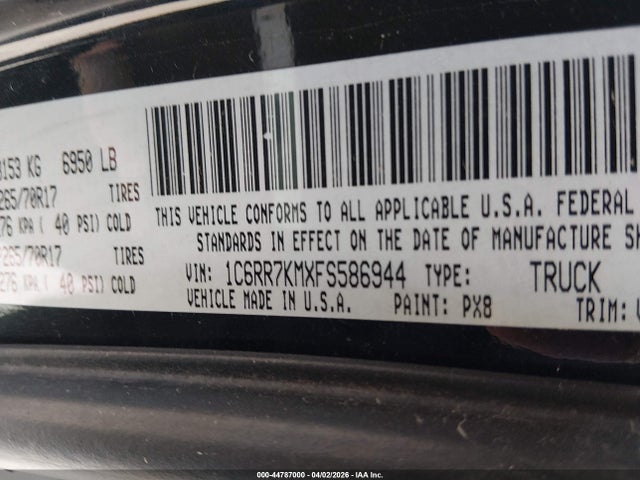 3153 KG 6950 LB
265/70R17 TIRES
276 KPA ( 40 PSI) COLD
265/70R17 TIRES
276 KPA ( 40 PSI) COLD
THIS VEHICLE CONFORMS TO ALL APPLICABLE U.S.A. FEDERAL
STANDARDS IN EFFECT ON THE DATE OF MANUFACTURE SH
VIN: 1C6RR7KMXFS586944 TYPE: TRUCK
VEHICLE MADE IN U.S.A. PAINT: PX8 TRIM:
000-44787000 - 04/02/2026 - IAA Inc.